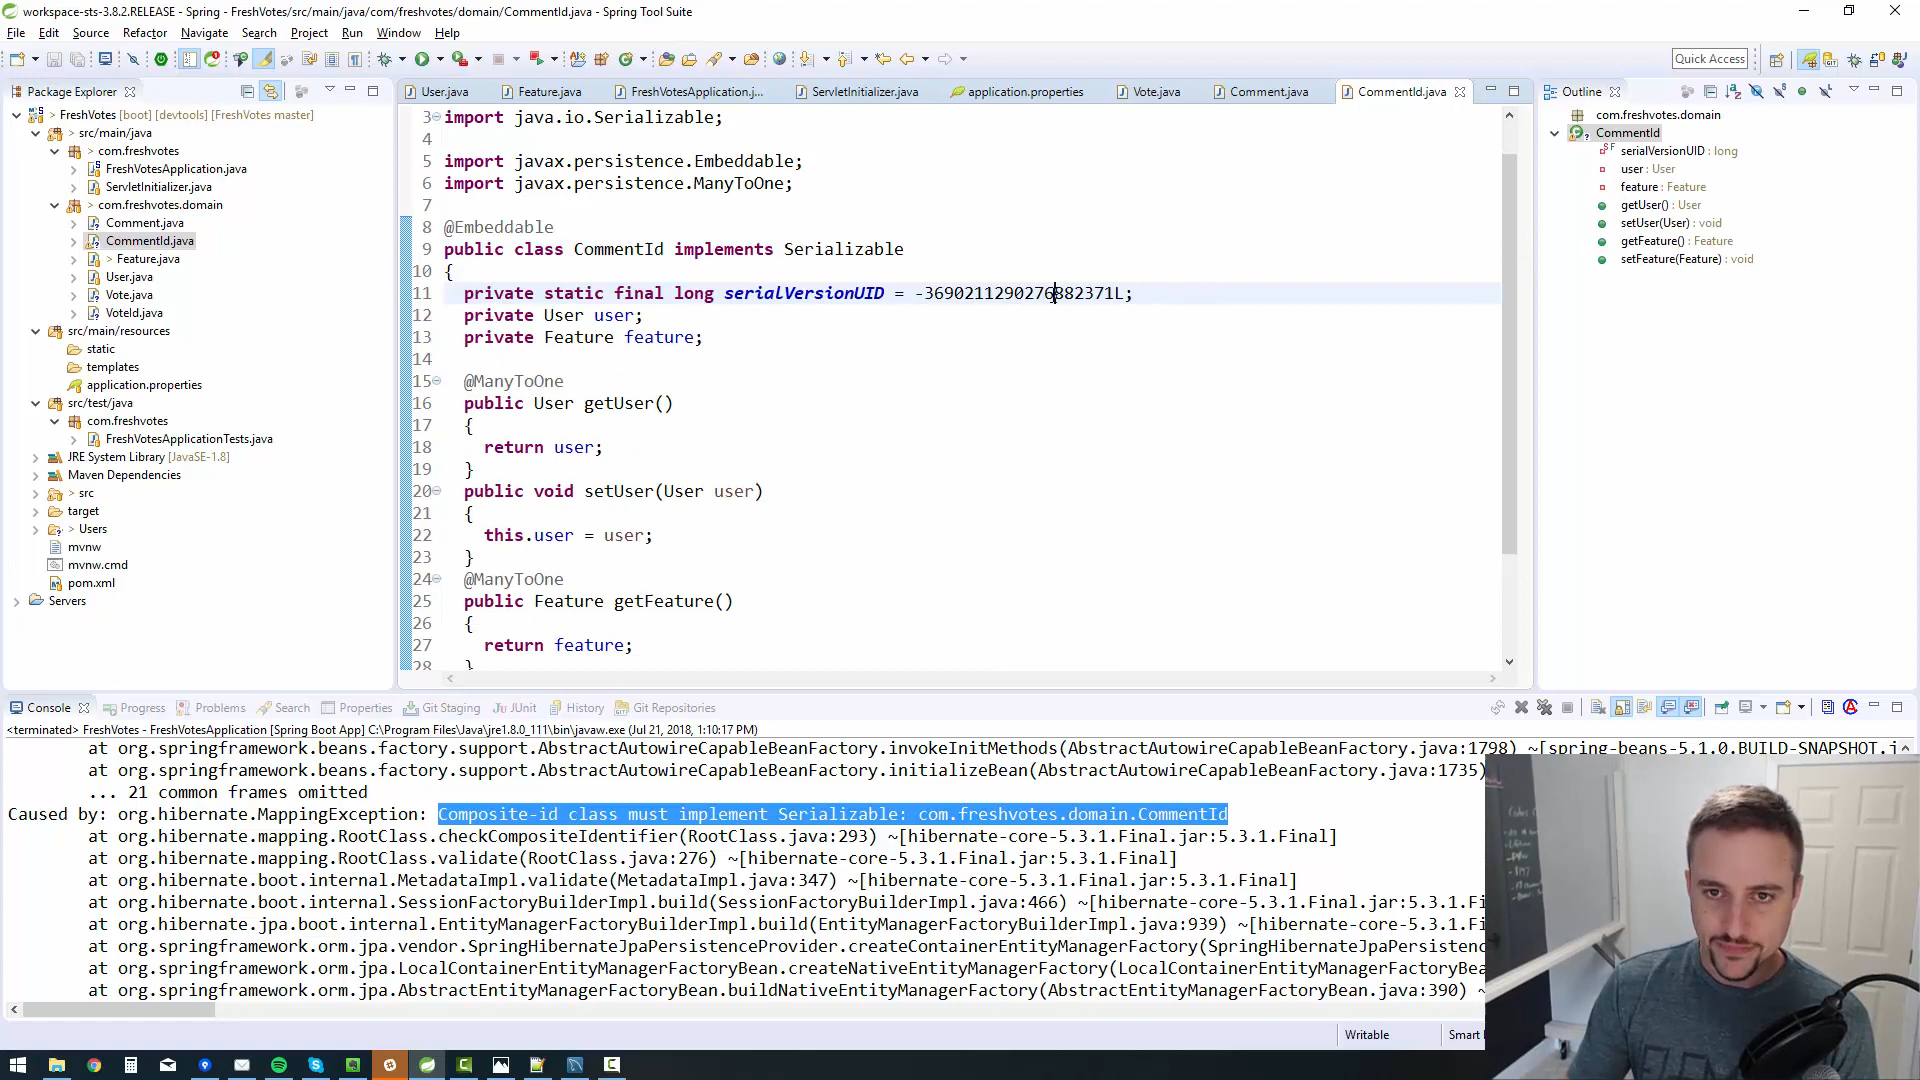 workspace-sts-3.8.2.RELEASE - Spring - FreshVotes/src/main/java/com/freshvotes/domain/CommentId.java - Spring Tool Suite
File Edit Source Refactor Navigate Search Project Run Window Help
Quick Access
Package Explorer
FreshVotes [boot] [devtools] [FreshVotes master]
src/main/java
com.freshvotes
FreshVotesApplication.java
ServletInitializer.java
com.freshvotes.domain
Comment.java
CommentId.java
Feature.java
User.java
Vote.java
VoteId.java
src/main/resources
static
templates
application.properties
src/test/java
com.freshvotes
FreshVotesApplicationTests.java
JRE System Library [JavaSE-1.8]
Maven Dependencies
src
target
Users
mvnw
mvnw.cmd
pom.xml
Servers
User.java Feature.java FreshVotesApplication.j... ServletInitializer.java application.properties Vote.java Comment.java CommentId.java
3 import java.io.Serializable;
4
5 import javax.persistence.Embeddable;
6 import javax.persistence.ManyToOne;
7
8 @Embeddable
9 public class CommentId implements Serializable
10 {
11 private static final long serialVersionUID = -3690211290276882371L;
12 private User user;
13 private Feature feature;
14
15 @ManyToOne
16 public User getUser()
17 {
18 return user;
19 }
20 public void setUser(User user)
21 {
22 this.user = user;
23 }
24 @ManyToOne
25 public Feature getFeature()
26 {
27 return feature;
28 }
Outline
com.freshvotes.domain
CommentId
serialVersionUID : long
user : User
feature : Feature
getUser() : User
setUser(User) : void
getFeature() : Feature
setFeature(Feature) : void
Console Progress Problems Search Properties Git Staging JUnit History Git Repositories
<terminated> FreshVotes - FreshVotesApplication [Spring Boot App] C:\Program Files\Java\jre1.8.0_111\bin\javaw.exe (Jul 21, 2018, 1:10:17 PM)
at org.springframework.beans.factory.support.AbstractAutowireCapableBeanFactory.invokeInitMethods(AbstractAutowireCapableBeanFactory.java:1798) ~[spring-beans-5.1.0.BUILD-SNAPSHOT.j
at org.springframework.beans.factory.support.AbstractAutowireCapableBeanFactory.initializeBean(AbstractAutowireCapableBeanFactory.java:1735)
... 21 common frames omitted
Caused by: org.hibernate.MappingException: Composite-id class must implement Serializable: com.freshvotes.domain.CommentId
at org.hibernate.mapping.RootClass.checkCompositeIdentifier(RootClass.java:293) ~[hibernate-core-5.3.1.Final.jar:5.3.1.Final]
at org.hibernate.mapping.RootClass.validate(RootClass.java:276) ~[hibernate-core-5.3.1.Final.jar:5.3.1.Final]
at org.hibernate.boot.internal.MetadataImpl.validate(MetadataImpl.java:347) ~[hibernate-core-5.3.1.Final.jar:5.3.1.Final]
at org.hibernate.boot.internal.SessionFactoryBuilderImpl.build(SessionFactoryBuilderImpl.java:466) ~[hibernate-core-5.3.1.Final.jar:5.3.1.Fi
at org.hibernate.jpa.boot.internal.EntityManagerFactoryBuilderImpl.build(EntityManagerFactoryBuilderImpl.java:939) ~[hibernate-core-5.3.1.Final.jar:5.3.1.Fi
at org.springframework.orm.jpa.vendor.SpringHibernateJpaPersistenceProvider.createContainerEntityManagerFactory(SpringHibernateJpaPersistence
at org.springframework.orm.jpa.LocalContainerEntityManagerFactoryBean.createNativeEntityManagerFactory(LocalContainerEntityManagerFactoryBea
at org.springframework.orm.jpa.AbstractEntityManagerFactoryBean.buildNativeEntityManagerFactory(AbstractEntityManagerFactoryBean.java:390) ~
Writable Smart